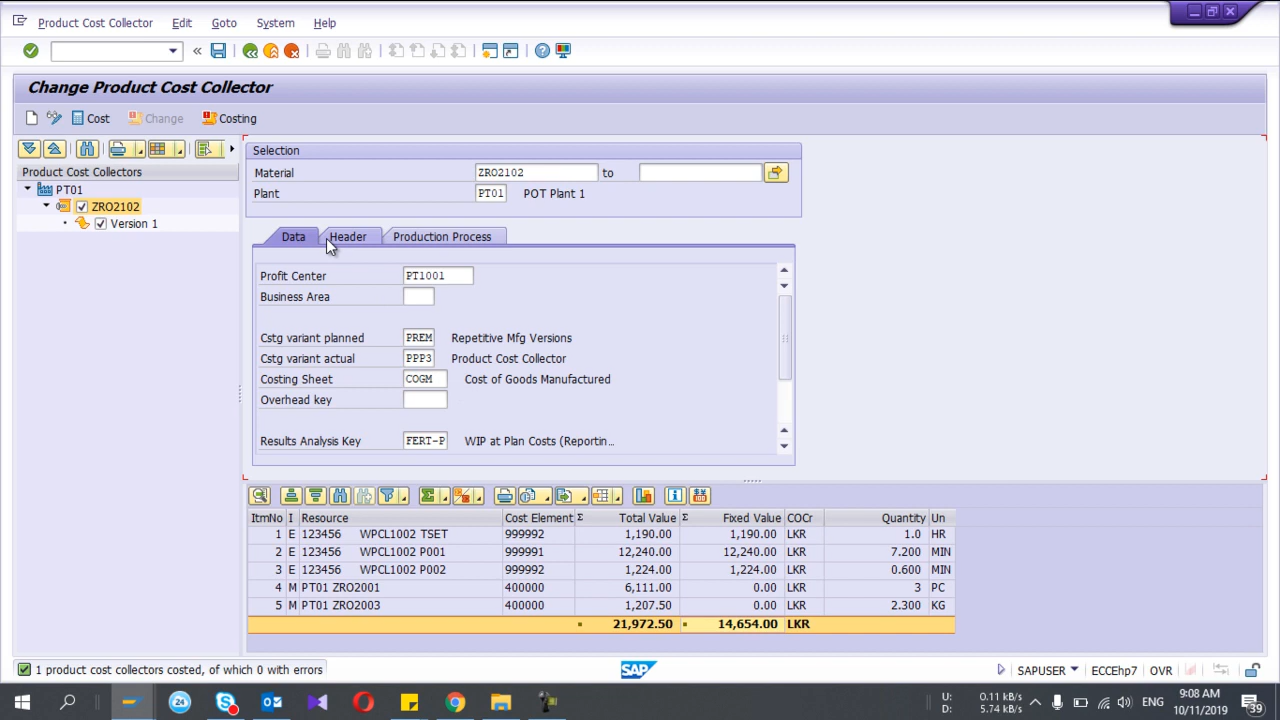 Product Cost Collector Edit Goto System Help
Change Product Cost Collector
Cost Change Costing
Product Cost Collectors
PT01
ZRO2102
Version 1
Selection
Material ZRO2102 to
Plant PT01 POT Plant 1
Data Header Production Process
Profit Center PT1001
Business Area
Cstg variant planned PREM Repetitive Mfg Versions
Cstg variant actual PPP3 Product Cost Collector
Costing Sheet COGM Cost of Goods Manufactured
Overhead key
Results Analysis Key FERT-P WIP at Plan Costs (Reportin...
ItmNo I Resource Cost Element Σ Total Value Σ Fixed Value COCr Quantity Un
1 E 123456 WPCL1002 TSET 999992 1,190.00 1,190.00 LKR 1.0 HR
2 E 123456 WPCL1002 P001 999991 12,240.00 12,240.00 LKR 7.200 MIN
3 E 123456 WPCL1002 P002 999992 1,224.00 1,224.00 LKR 0.600 MIN
4 M PT01 ZRO2001 400000 6,111.00 0.00 LKR 3 PC
5 M PT01 ZRO2003 400000 1,207.50 0.00 LKR 2.300 KG
21,972.50 14,654.00 LKR
1 product cost collectors costed, of which 0 with errors SAP SAPUSER ECCEhp7 OVR
24 U: 0.11 kB/s ENG 9:08 AM
D: 5.74 kB/s 10/11/2019 39